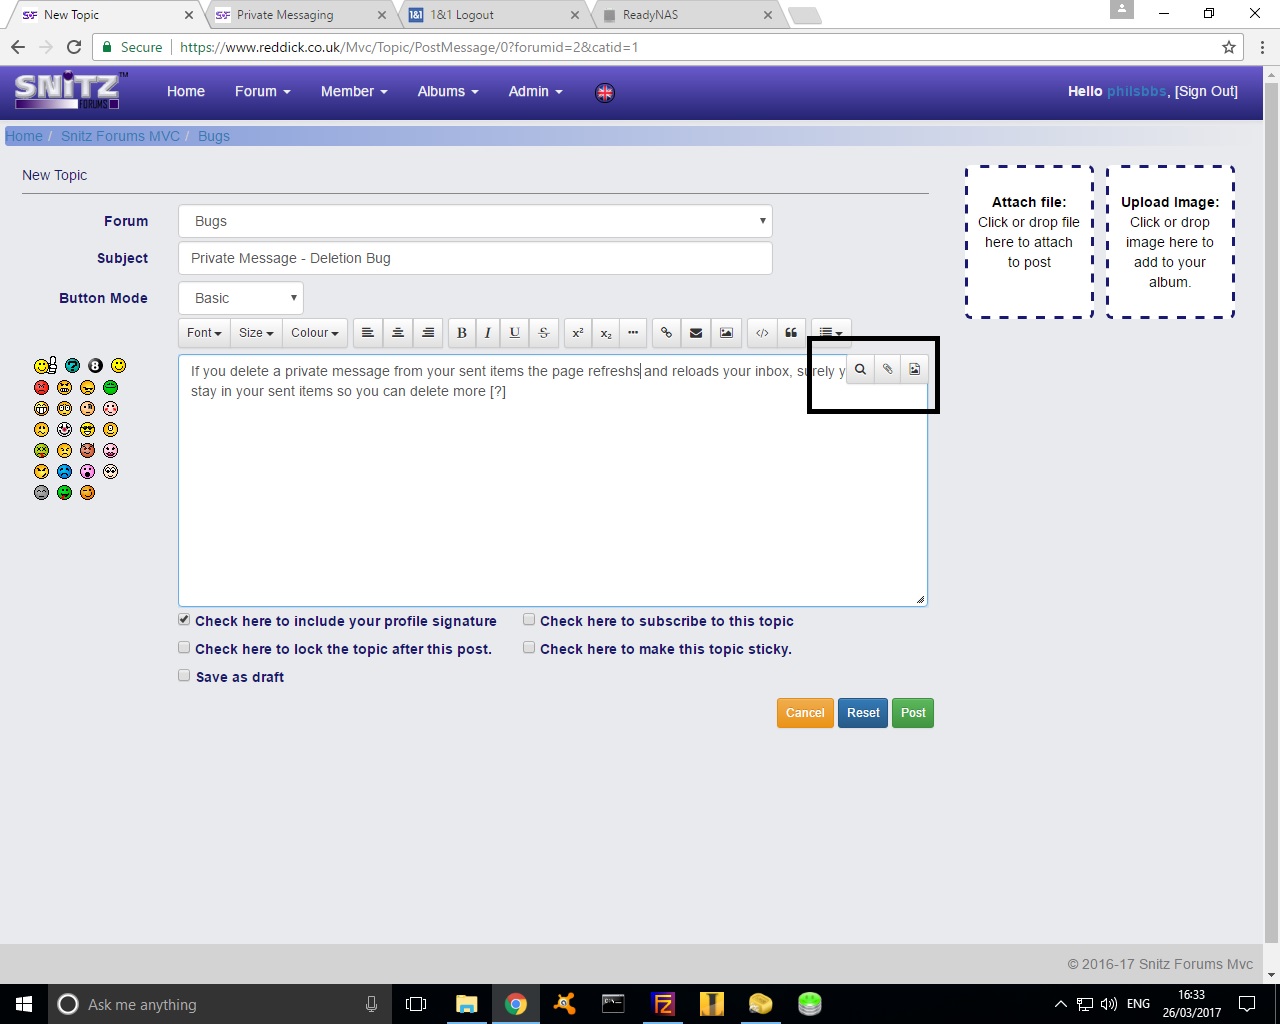 New Topic
Private Messaging
1&1 Logout
ReadyNAS
Secure
https://www.reddick.co.uk/Mvc/Topic/PostMessage/0?forumid=2&catid=1
SNiTZ™
FORUMS
Home
Forum
Member
Albums
Admin
Hello philsbbs, [Sign Out]
Home / Snitz Forums MVC / Bugs
New Topic
Forum
Bugs
Subject
Private Message - Deletion Bug
Button Mode
Basic
Font
Size
Colour
B
I
U
S
x²
x₂
If you delete a private message from your sent items the page refreshs and reloads your inbox, surely y
stay in your sent items so you can delete more [?]
Attach file:
Click or drop file
here to attach
to post
Upload Image:
Click or drop
image here to
add to your
album.
Check here to include your profile signature
Check here to subscribe to this topic
Check here to lock the topic after this post.
Check here to make this topic sticky.
Save as draft
Cancel
Reset
Post
© 2016-17 Snitz Forums Mvc
Ask me anything
ENG
16:33
26/03/2017